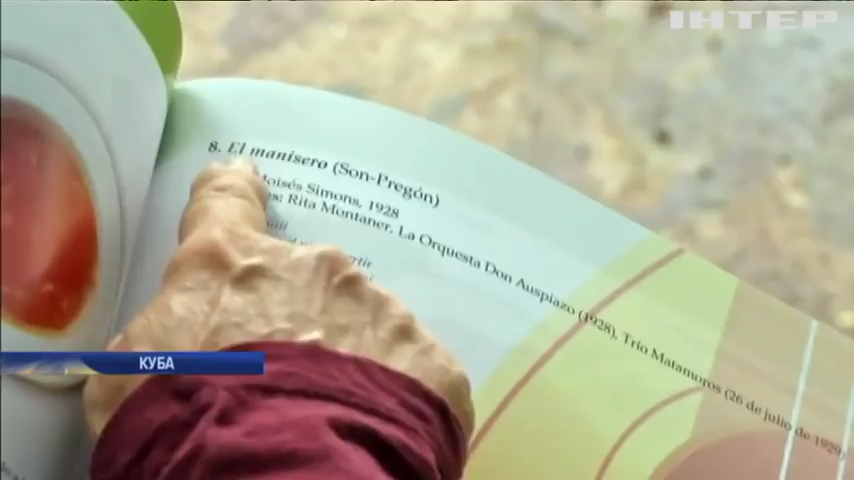 ІНТЕР
8. El manisero (Son-Pregón)
Moisés Simons, 1928
Rita Montaner, La Orquesta Don Auspiazo (1928), Trío Matamoros (26 de julio de 1929)
КУБА